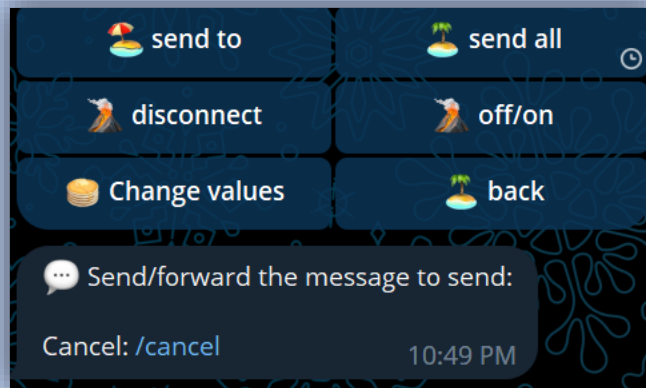 🏖 send to
🏝 send all
🌋 disconnect
🌋 off/on
🥞 Change values
🏝 back
💬 Send/forward the message to send:
Cancel: /cancel
10:49 PM